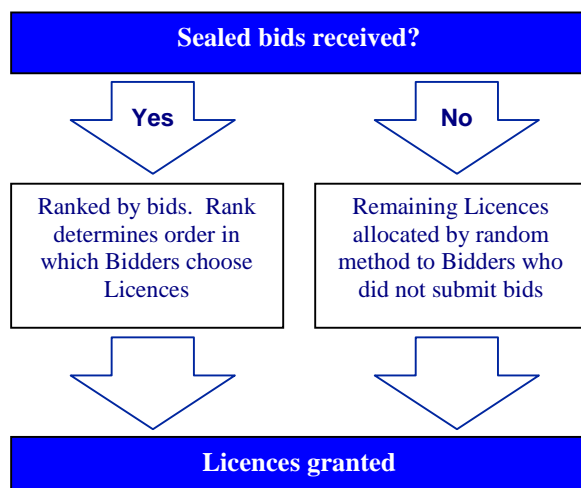 Sealed bids received?
Yes
No
Ranked by bids.  Rank
determines order in
which Bidders choose
Licences
Remaining Licences
allocated by random
method to Bidders who
did not submit bids
Licences granted